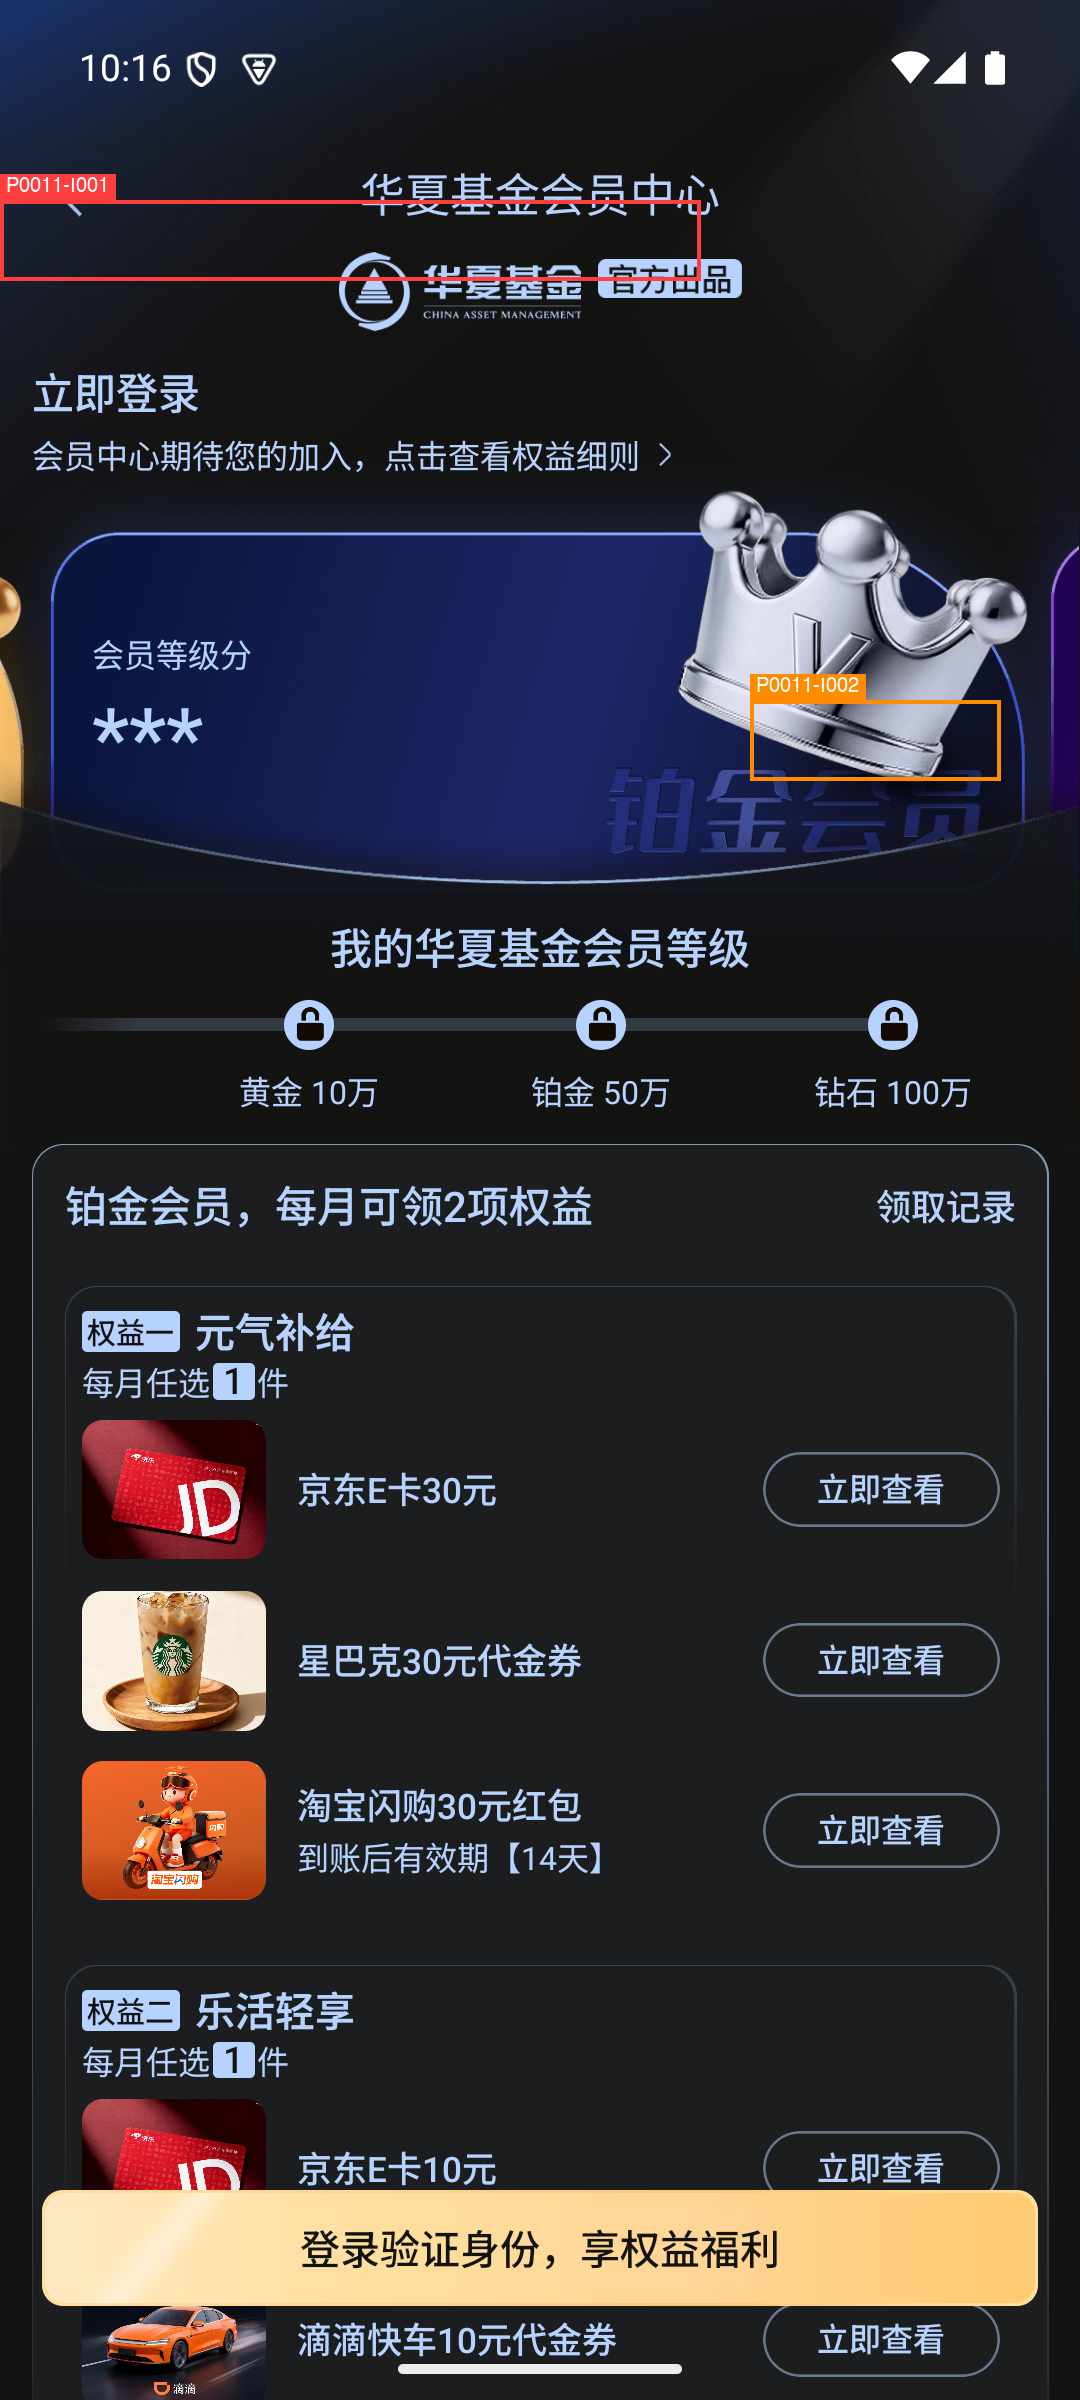 10:16
P0011-I001
华夏基金会员中心
华夏基金 官方出品
CHINA ASSET MANAGEMENT
立即登录
会员中心期待您的加入，点击查看权益细则
会员等级分
***
V
P0011-I002
铂金会员
我的华夏基金会员等级
黄金 10万
铂金 50万
钻石 100万
铂金会员，每月可领2项权益
领取记录
权益一 元气补给
每月任选1件
JD
京东E卡30元
立即查看
星巴克30元代金券
立即查看
闪购
淘宝闪购
淘宝闪购30元红包
到账后有效期【14天】
立即查看
权益二 乐活轻享
每月任选1件
JD
京东E卡10元
立即查看
登录验证身份，享权益福利
滴滴
滴滴快车10元代金券
立即查看